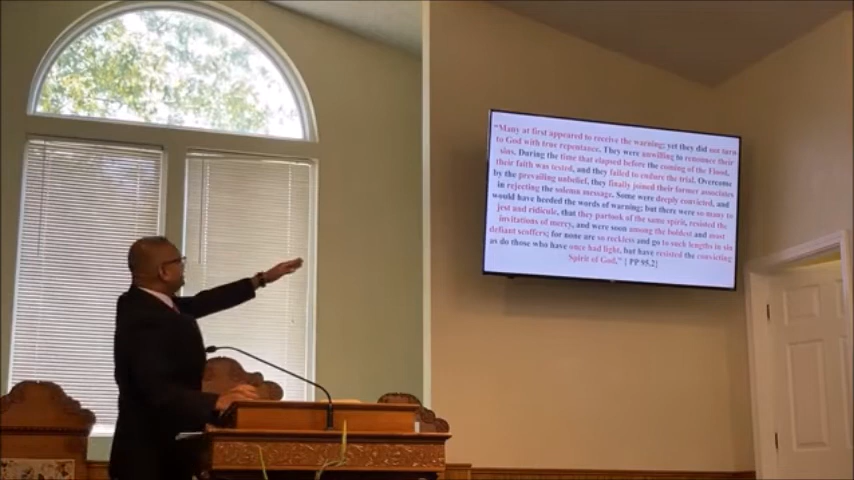 "Many at first appeared to receive the warning; yet they did not turn
to God with true repentance. They were unwilling to renounce their
sins. During the time that elapsed before the coming of the Flood,
their faith was tested, and they failed to endure the trial. Overcome
by the prevailing unbelief, they finally joined their former associates
in rejecting the solemn message. Some were deeply convicted, and
would have heeded the words of warning; but there were so many to
jest and ridicule, that they partook of the same spirit, resisted the
invitations of mercy, and were soon among the boldest and most
defiant scoffers; for none are so reckless and go to such lengths in sin
as do those who have once had light, but have resisted the convicting
Spirit of God." [ PP 95.2]